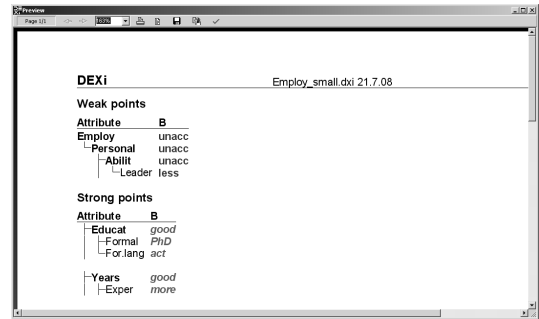 Preview
Page 1/1 163%
DEXi Employ_small.dxi 21.7.08
Weak points
Attribute B
Employ unacc
Personal unacc
Abilit unacc
Leader less
Strong points
Attribute B
Educat good
Formal PhD
For.lang act
Years good
Exper more